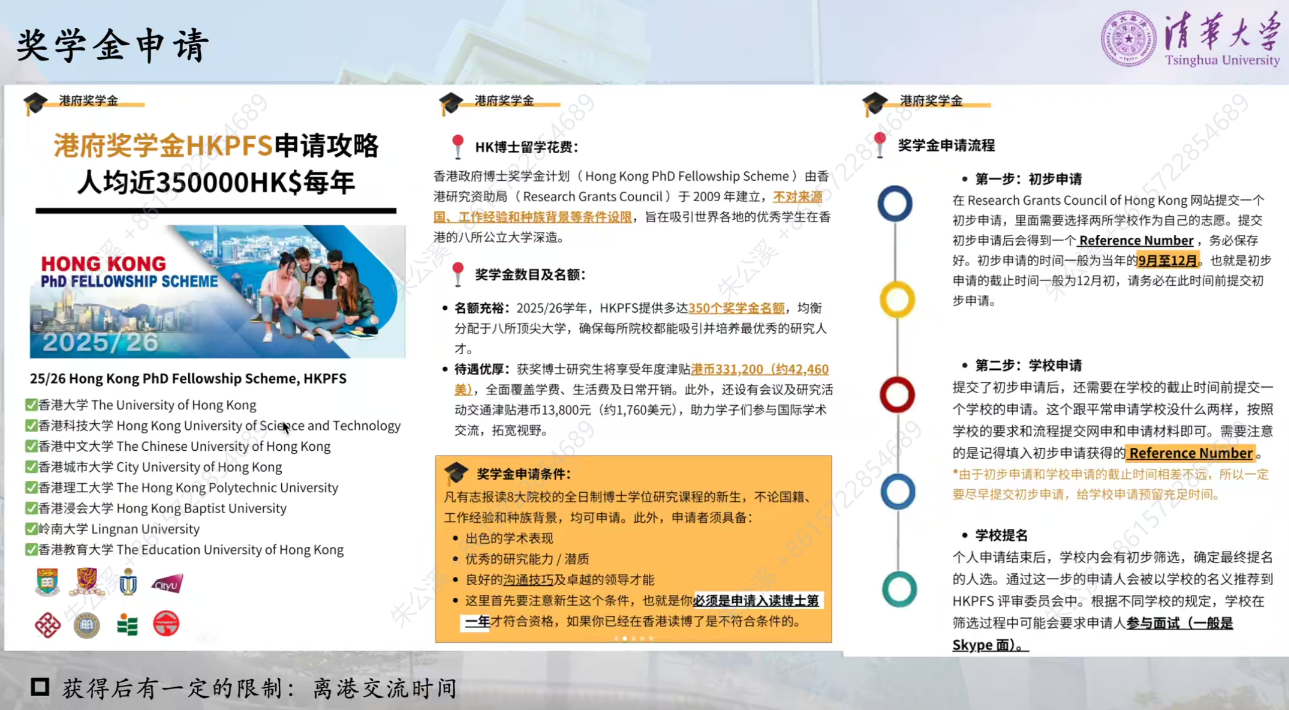 奖学金申请
清华大学
Tsinghua University
港府奖学金
港府奖学金HKPFS申请攻略
人均近350000HK$每年
HONG KONG
PhD FELLOWSHIP SCHEME
2025/26
25/26 Hong Kong PhD Fellowship Scheme, HKPFS
香港大学 The University of Hong Kong
香港科技大学 Hong Kong University of Science and Technology
香港中文大学 The Chinese University of Hong Kong
香港城市大学 City University of Hong Kong
香港理工大学 The Hong Kong Polytechnic University
香港浸会大学 Hong Kong Baptist University
岭南大学 Lingnan University
香港教育大学 The Education University of Hong Kong
CityU
港府奖学金
HK博士留学花费：
香港政府博士奖学金计划（ Hong Kong PhD Fellowship Scheme ）由香
港研究资助局（ Research Grants Council ）于 2009 年建立，不对来源
国、工作经验和种族背景等条件设限，旨在吸引世界各地的优秀学生在香
港的八所公立大学深造。
奖学金数目及名额：
• 名额充裕：2025/26学年，HKPFS提供多达350个奖学金名额，均衡
分配于八所顶尖大学，确保每所院校都能吸引并培养最优秀的研究人
才。
• 待遇优厚：获奖博士研究生将享受年度津贴港币331,200（约42,460
美），全面覆盖学费、生活费及日常开销。此外，还设有会议及研究活
动交通津贴港币13,800元（约1,760美元），助力学子们参与国际学术
交流，拓宽视野。
奖学金申请条件：
凡有志报读8大院校的全日制博士学位研究课程的新生，不论国籍、
工作经验和种族背景，均可申请。此外，申请者须具备：
• 出色的学术表现
• 优秀的研究能力 / 潜质
• 良好的沟通技巧及卓越的领导才能
• 这里首先要注意新生这个条件，也就是你必须是申请入读博士第
一年才符合资格，如果你已经在香港读博了是不符合条件的。
港府奖学金
奖学金申请流程
• 第一步：初步申请
在 Research Grants Council of Hong Kong 网站提交一个
初步申请，里面需要选择两所学校作为自己的志愿。提交
初步申请后会得到一个 Reference Number ，务必保存
好。初步申请的时间一般为当年的9月至12月。也就是初步
申请的截止时间一般为12月初，请务必在此时间前提交初
步申请。
• 第二步：学校申请
提交了初步申请后，还需要在学校的截止时间前提交一
个学校的申请。这个跟平常申请学校没什么两样，按照
学校的要求和流程提交网申和申请材料即可。需要注意
的是记得填入初步申请获得的 Reference Number 。
*由于初步申请和学校申请的截止时间相差不远，所以一定
要尽早提交初步申请，给学校申请预留充足时间。
• 学校提名
个人申请结束后，学校内会有初步筛选，确定最终提名
的人选。通过这一步的申请人会被以学校的名义推荐到
HKPFS 评审委员会中。根据不同学校的规定，学校在
筛选过程中可能会要求申请人参与面试（一般是
Skype 面）。
获得后有一定的限制：离港交流时间
朱公溪 +8615722854689